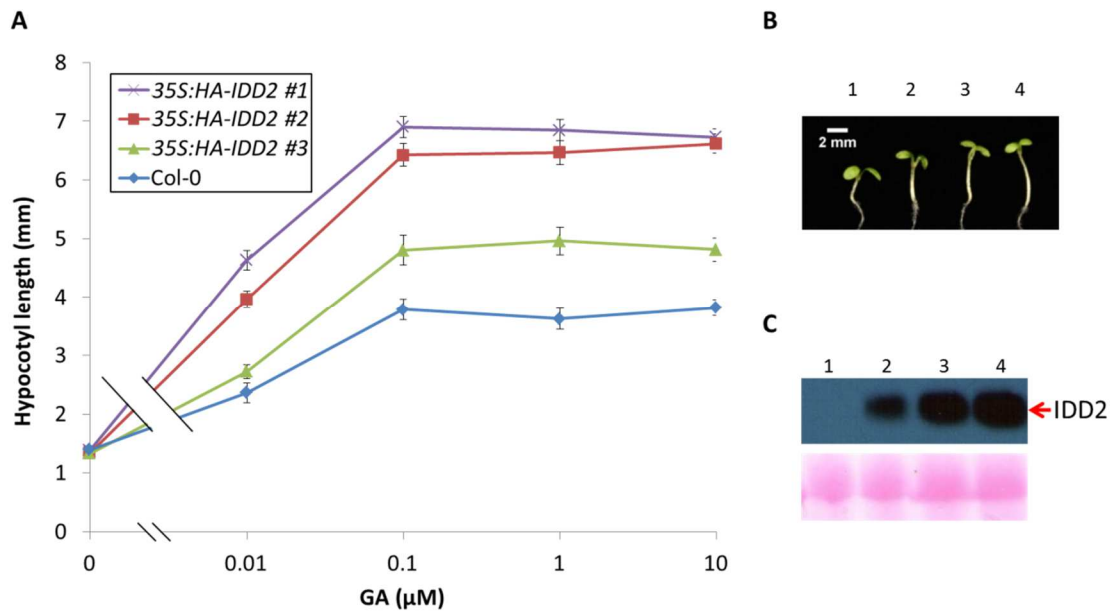 A
8
7
6
5
4
3
2
1
0
Hypocotyl length (mm)
35S:HA-IDD2 #1
35S:HA-IDD2 #2
35S:HA-IDD2 #3
Col-0
0 0.01 0.1 1 10
GA (µM)
B
1 2 3 4
2 mm
C
1 2 3 4
IDD2